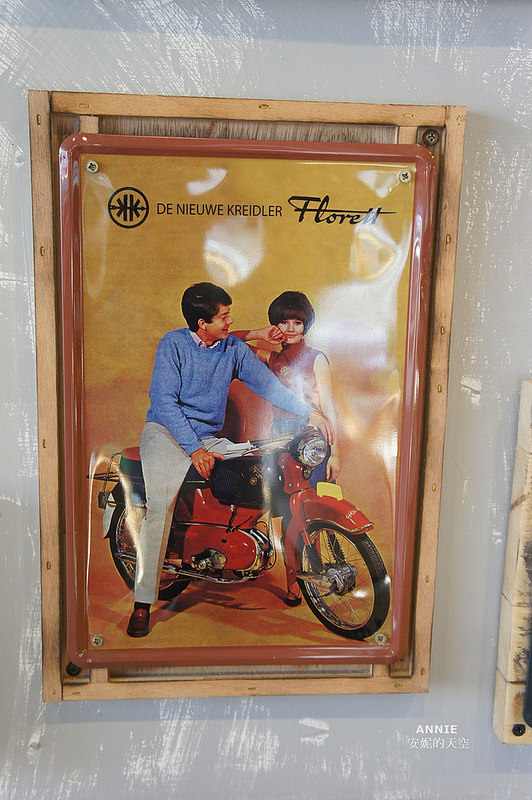 DE NIEUWE KREIDLER Florett
ANNIE
安妮的天空